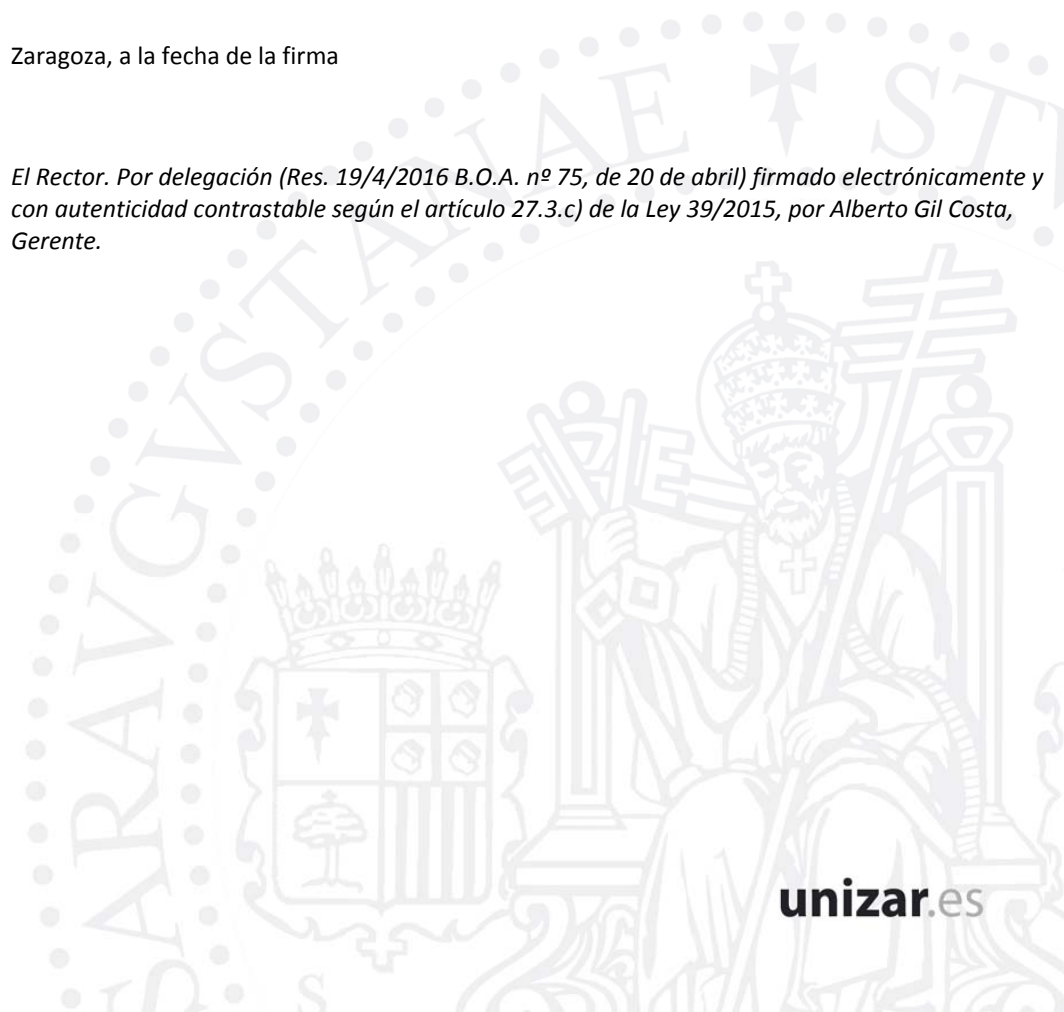 Zaragoza, a la fecha de la firma
El Rector. Por delegación (Res. 19/4/2016 B.O.A. nº 75, de 20 de abril) firmado electrónicamente y
con autenticidad contrastable según el artículo 27.3.c) de la Ley 39/2015, por Alberto Gil Costa,
Gerente.
SARAVGVSTANAE ST
S
unizar.es